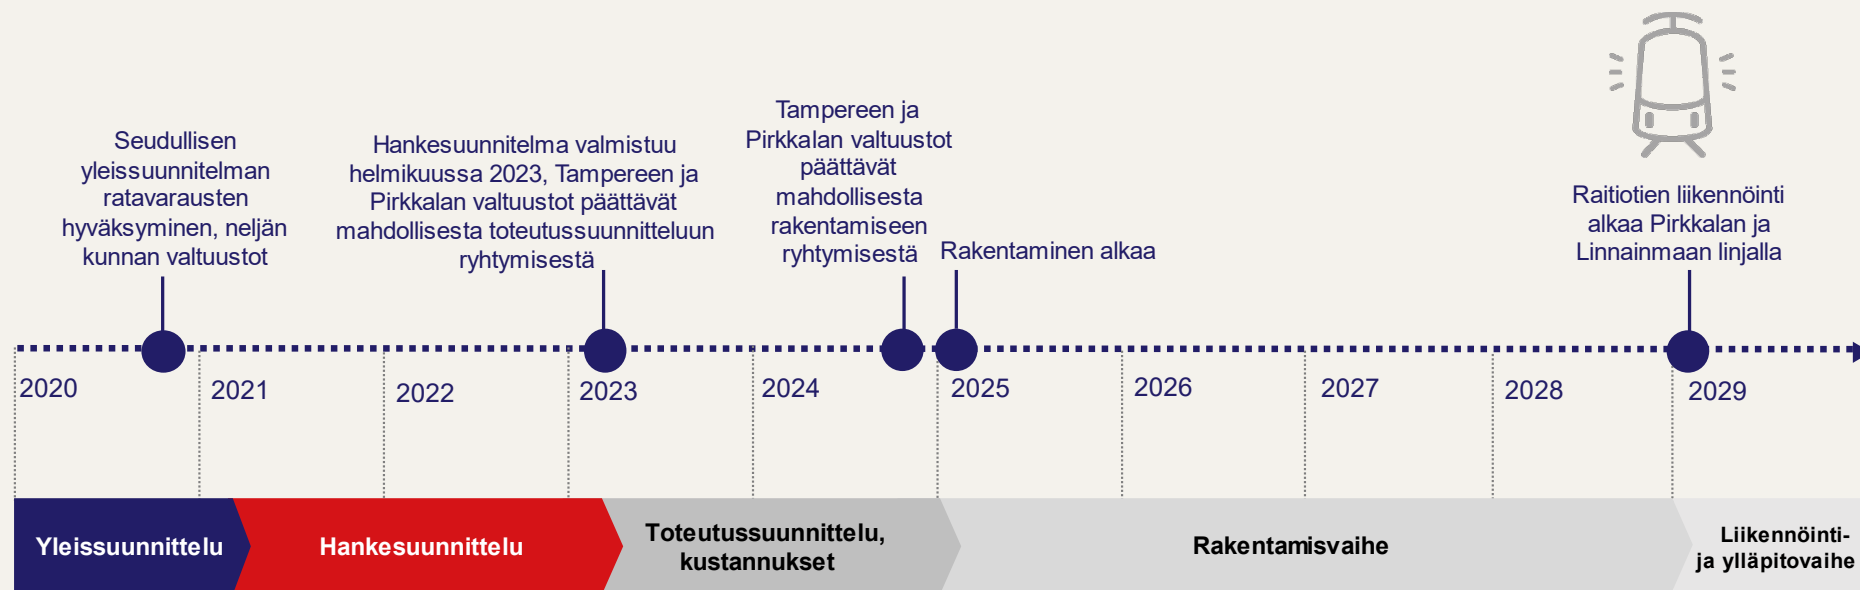 Seudullisen
yleissuunnitelman
ratavarausten
hyväksyminen, neljän
kunnan valtuustot
Hankesuunnitelma valmistuu
helmikuussa 2023, Tampereen ja
Pirkkalan valtuustot päättävät
mahdollisesta toteutussuunnitteluun
ryhtymisestä
Tampereen ja
Pirkkalan valtuustot
päättävät
mahdollisesta
rakentamiseen
ryhtymisestä
Rakentaminen alkaa
Raitiotien liikennöinti
alkaa Pirkkalan ja
Linnainmaan linjalla
2020
2021
2022
2023
2024
2025
2026
2027
2028
2029
Yleissuunnittelu
Hankesuunnittelu
Toteutussuunnittelu,
kustannukset
Rakentamisvaihe
Liikennöinti-
ja ylläpitovaihe